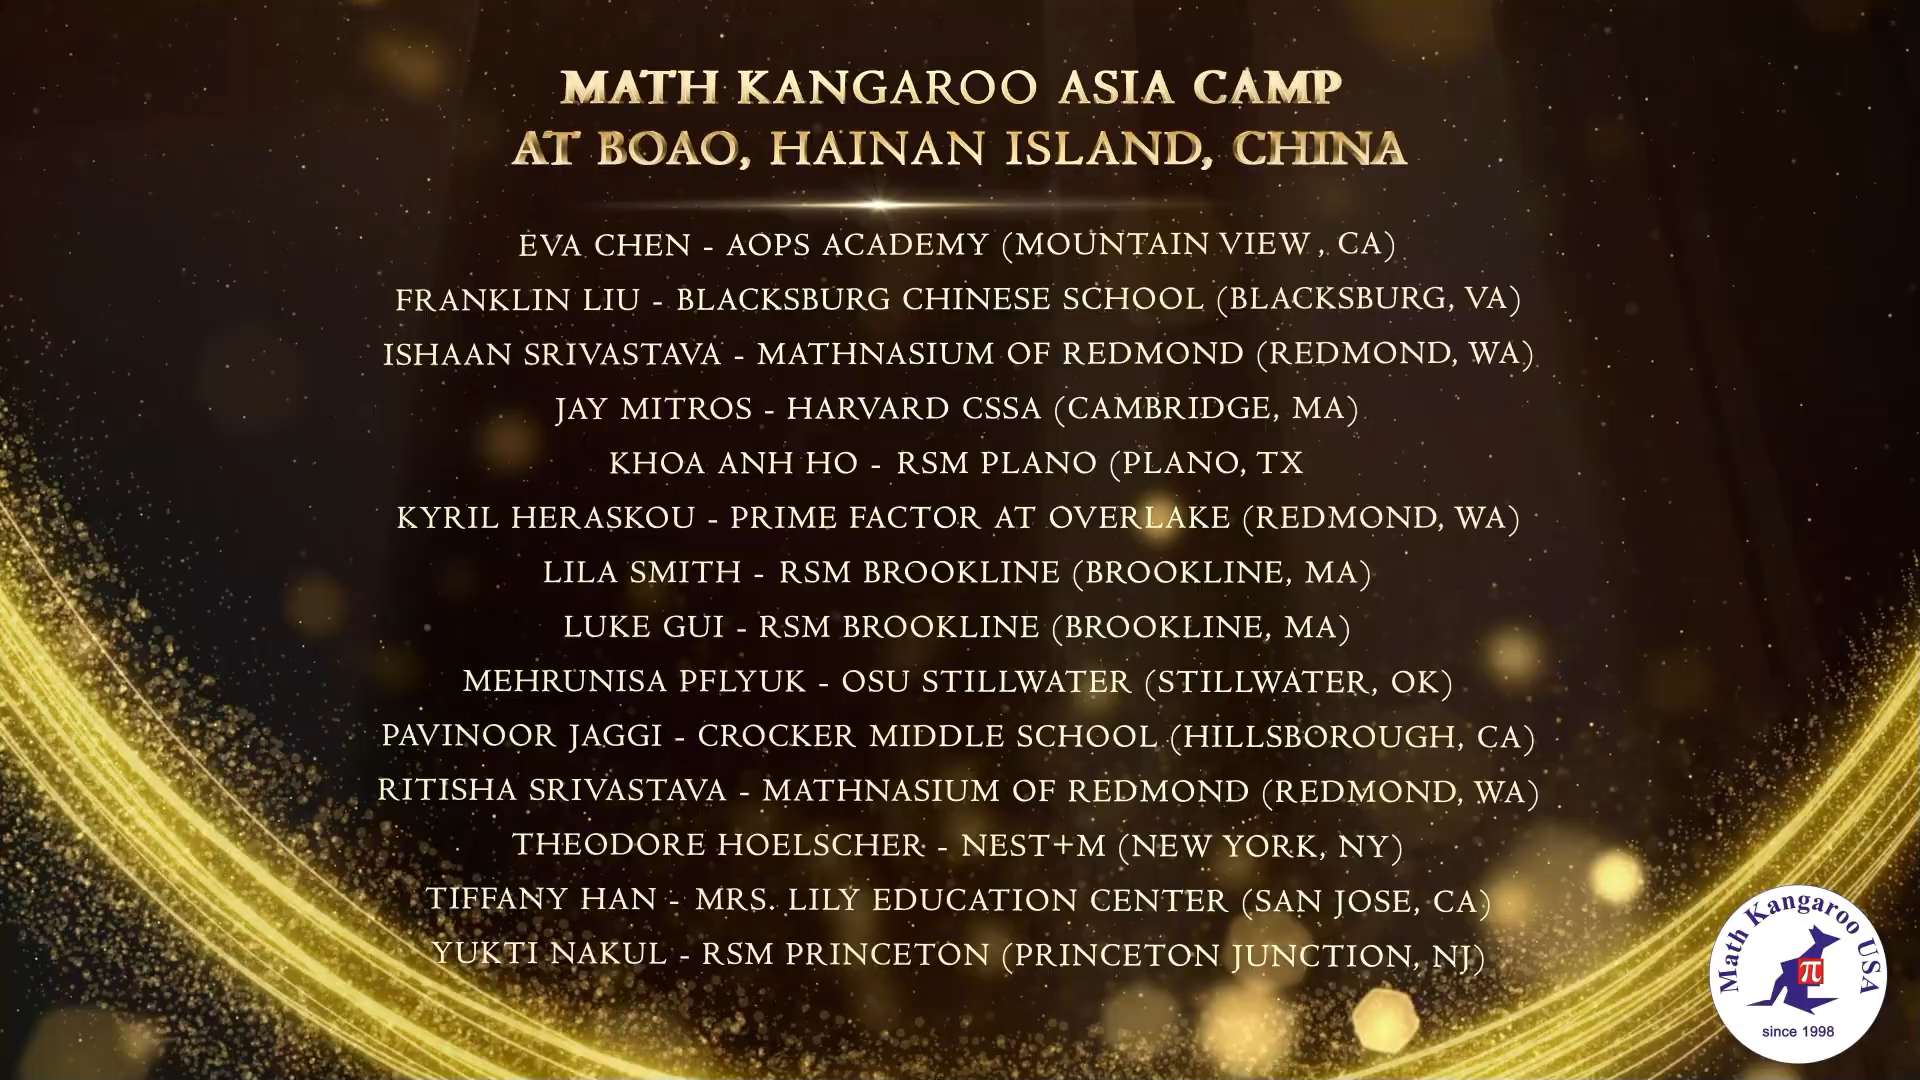 MATH KANGAROO ASIA CAMP
AT BOAO, HAINAN ISLAND, CHINA
EVA CHEN - AOPS ACADEMY (MOUNTAIN VIEW , CA)
FRANKLIN LIU - BLACKSBURG CHINESE SCHOOL (BLACKSBURG, VA)
ISHAAN SRIVASTAVA - MATHNASIUM OF REDMOND (REDMOND, WA)
JAY MITROS - HARVARD CSSA (CAMBRIDGE, MA)
KHOA ANH HO - RSM PLANO (PLANO, TX
KYRIL HERASKOU - PRIME FACTOR AT OVERLAKE (REDMOND, WA)
LILA SMITH - RSM BROOKLINE (BROOKLINE, MA)
LUKE GUI - RSM BROOKLINE (BROOKLINE, MA)
MEHRUNISA PFLYUK - OSU STILLWATER (STILLWATER, OK)
PAVINOOR JAGGI - CROCKER MIDDLE SCHOOL (HILLSBOROUGH, CA)
RITISHA SRIVASTAVA - MATHNASIUM OF REDMOND (REDMOND, WA)
THEODORE HOELSCHER - NEST+M (NEW YORK, NY)
TIFFANY HAN - MRS. LILY EDUCATION CENTER (SAN JOSE, CA)
YUKTI NAKUL - RSM PRINCETON (PRINCETON JUNCTION, NJ)
Math Kangaroo USA
π
since 1998